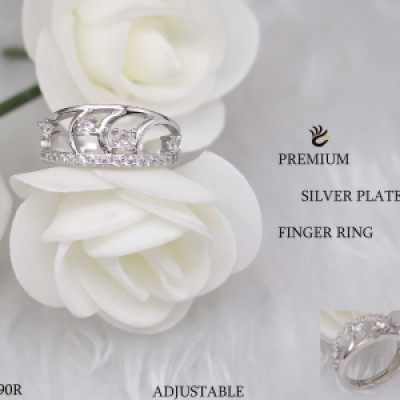 PREMIUM
SILVER PLATE
FINGER RING
90R
ADJUSTABLE